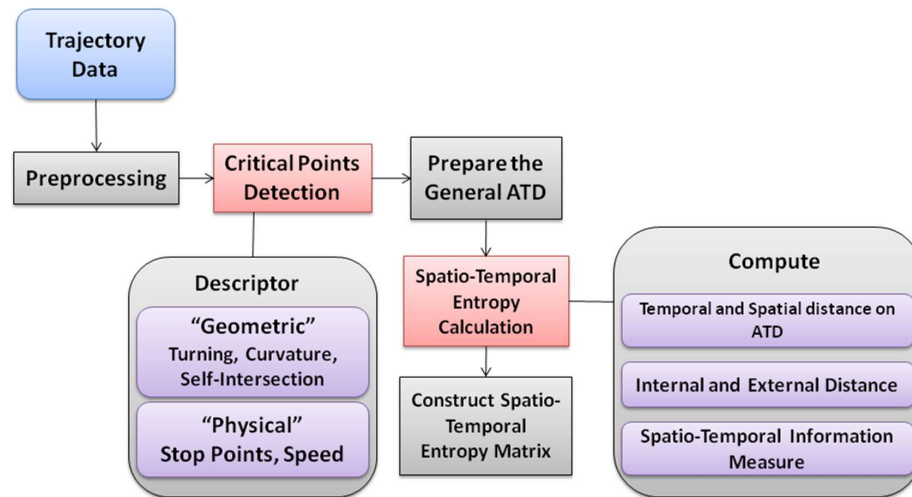 Trajectory
Data
Preprocessing
Critical Points
Detection
Prepare the
General ATD
Descriptor
“Geometric”
Turning, Curvature,
Self-Intersection
“Physical”
Stop Points, Speed
Spatio-Temporal
Entropy
Calculation
Construct Spatio-
Temporal
Entropy Matrix
Compute
Temporal and Spatial distance on
ATD
Internal and External Distance
Spatio-Temporal Information
Measure